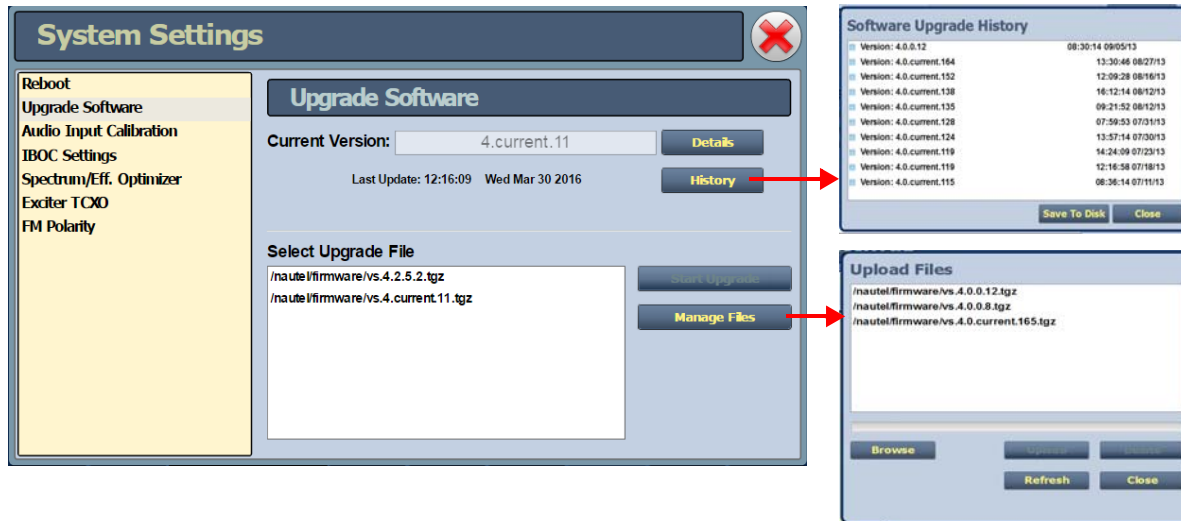 System Settings
Reboot
Upgrade Software
Audio Input Calibration
IBOC Settings
Spectrum/Eff. Optimizer
Exciter TCXO
FM Polarity
Upgrade Software
Current Version: 4.current.11 Details
Last Update: 12:16:09 Wed Mar 30 2016 History
Select Upgrade File
/nautel/firmware/vs.4.2.5.2.tgz
/nautel/firmware/vs.4.current.11.tgz
Start Upgrade
Manage Files
Software Upgrade History
Version: 4.0.0.12 08:30:14 09/05/13
Version: 4.0.current.164 13:30:46 08/27/13
Version: 4.0.current.152 12:09:28 08/16/13
Version: 4.0.current.138 16:12:14 08/12/13
Version: 4.0.current.135 09:21:52 08/12/13
Version: 4.0.current.128 07:59:53 07/31/13
Version: 4.0.current.124 13:57:14 07/30/13
Version: 4.0.current.119 14:24:09 07/23/13
Version: 4.0.current.119 12:16:58 07/18/13
Version: 4.0.current.115 08:36:14 07/11/13
Save To Disk Close
Upload Files
/nautel/firmware/vs.4.0.0.12.tgz
/nautel/firmware/vs.4.0.0.8.tgz
/nautel/firmware/vs.4.0.current.165.tgz
Browse Upload Delete
Refresh Close